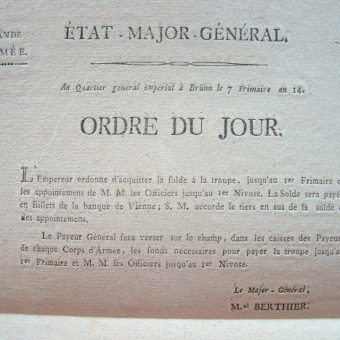 ÉTAT-MAJOR-GÉNÉRAL.
ANDE
MÉE.
Au Quartier général impérial à Brünn le 7 Frimaire an 14.
ORDRE DU JOUR.
L'Empereur ordonne d'acquitter la solde à la troupe, jusqu'au 1er Frimaire et
les appointemens de M. M. les Officiers jusqu'au 1er Nivose. La Solde sera payé
en Billets de la banque de Vienne; S. M. accorde le tiers en sus de la solde
des appointemens.
Le Payeur Général sera verser sur le champ, dans les caisses des Payeu
de chaque Corps d'Armée, les fonds nécessaires pour payer la troupe jusqu'a
1er Frimaire et M. M. les Officiers jusqu'au 1er Nivose.
Le Major-Général,
M.al BERTHIER.